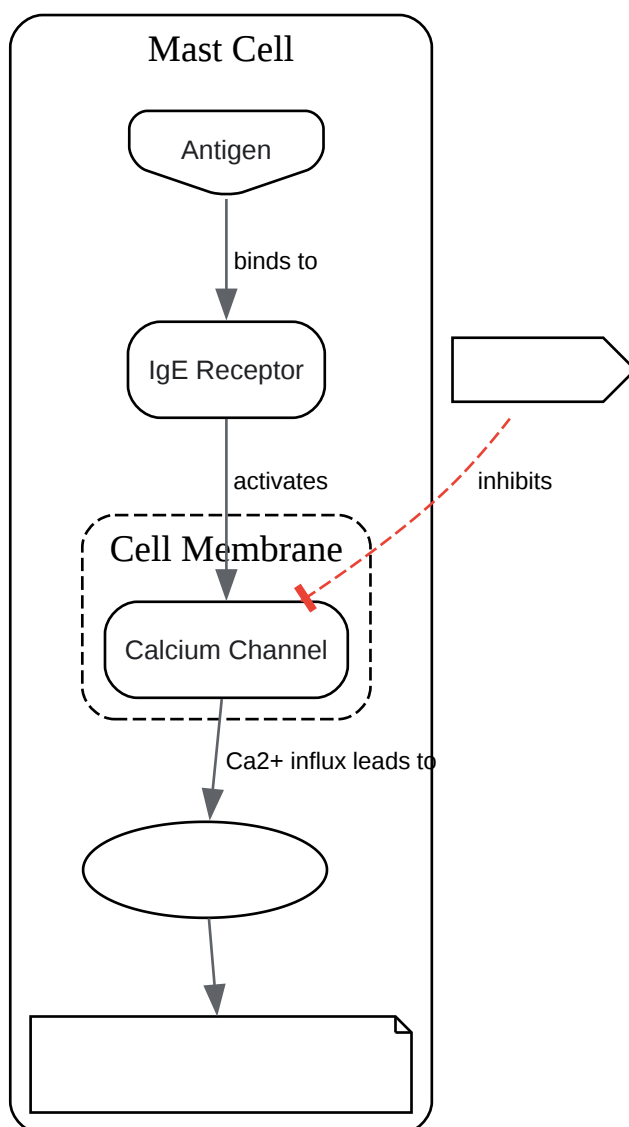 Mast Cell
Antigen
binds to
IgE Receptor
activates
inhibits
Cell Membrane
Calcium Channel
Ca2+ influx leads to